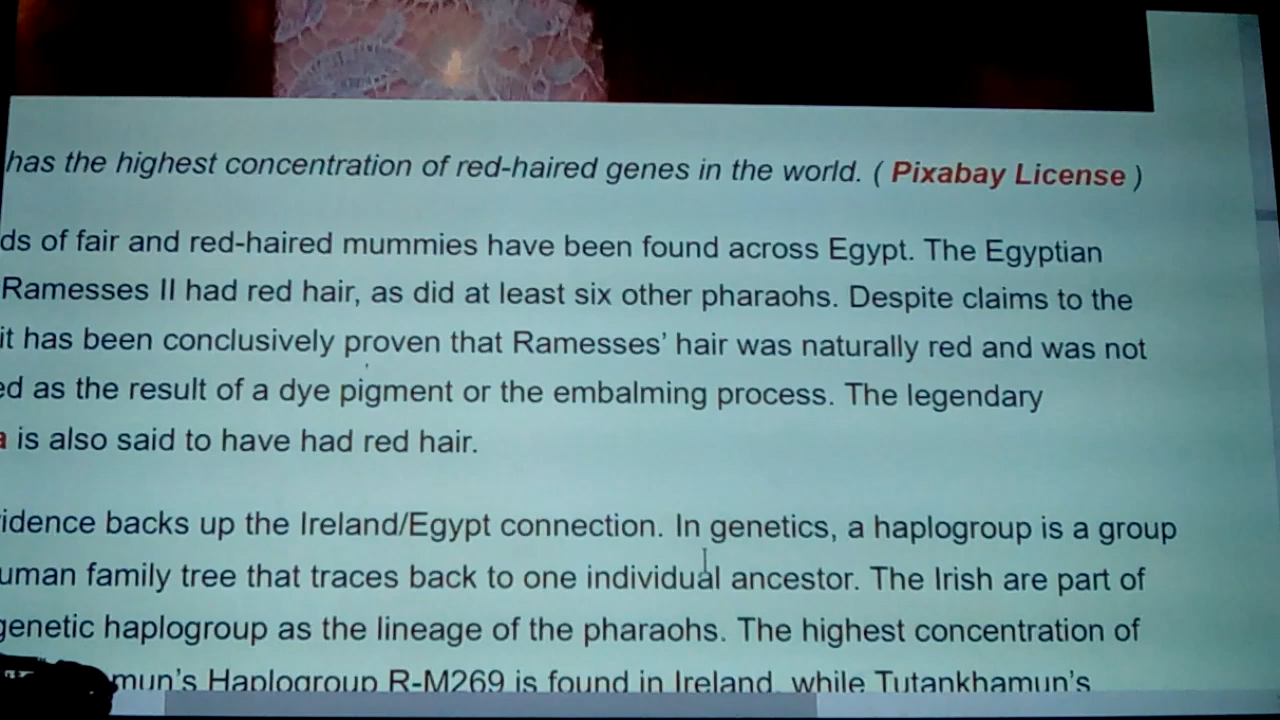 has the highest concentration of red-haired genes in the world. ( Pixabay License )
ds of fair and red-haired mummies have been found across Egypt. The Egyptian
Ramesses II had red hair, as did at least six other pharaohs. Despite claims to the
it has been conclusively proven that Ramesses' hair was naturally red and was not
ed as the result of a dye pigment or the embalming process. The legendary
a is also said to have had red hair.
idence backs up the Ireland/Egypt connection. In genetics, a haplogroup is a group
uman family tree that traces back to one individual ancestor. The Irish are part of
genetic haplogroup as the lineage of the pharaohs. The highest concentration of
mun's Haplogroup R-M269 is found in Ireland, while Tutankhamun's